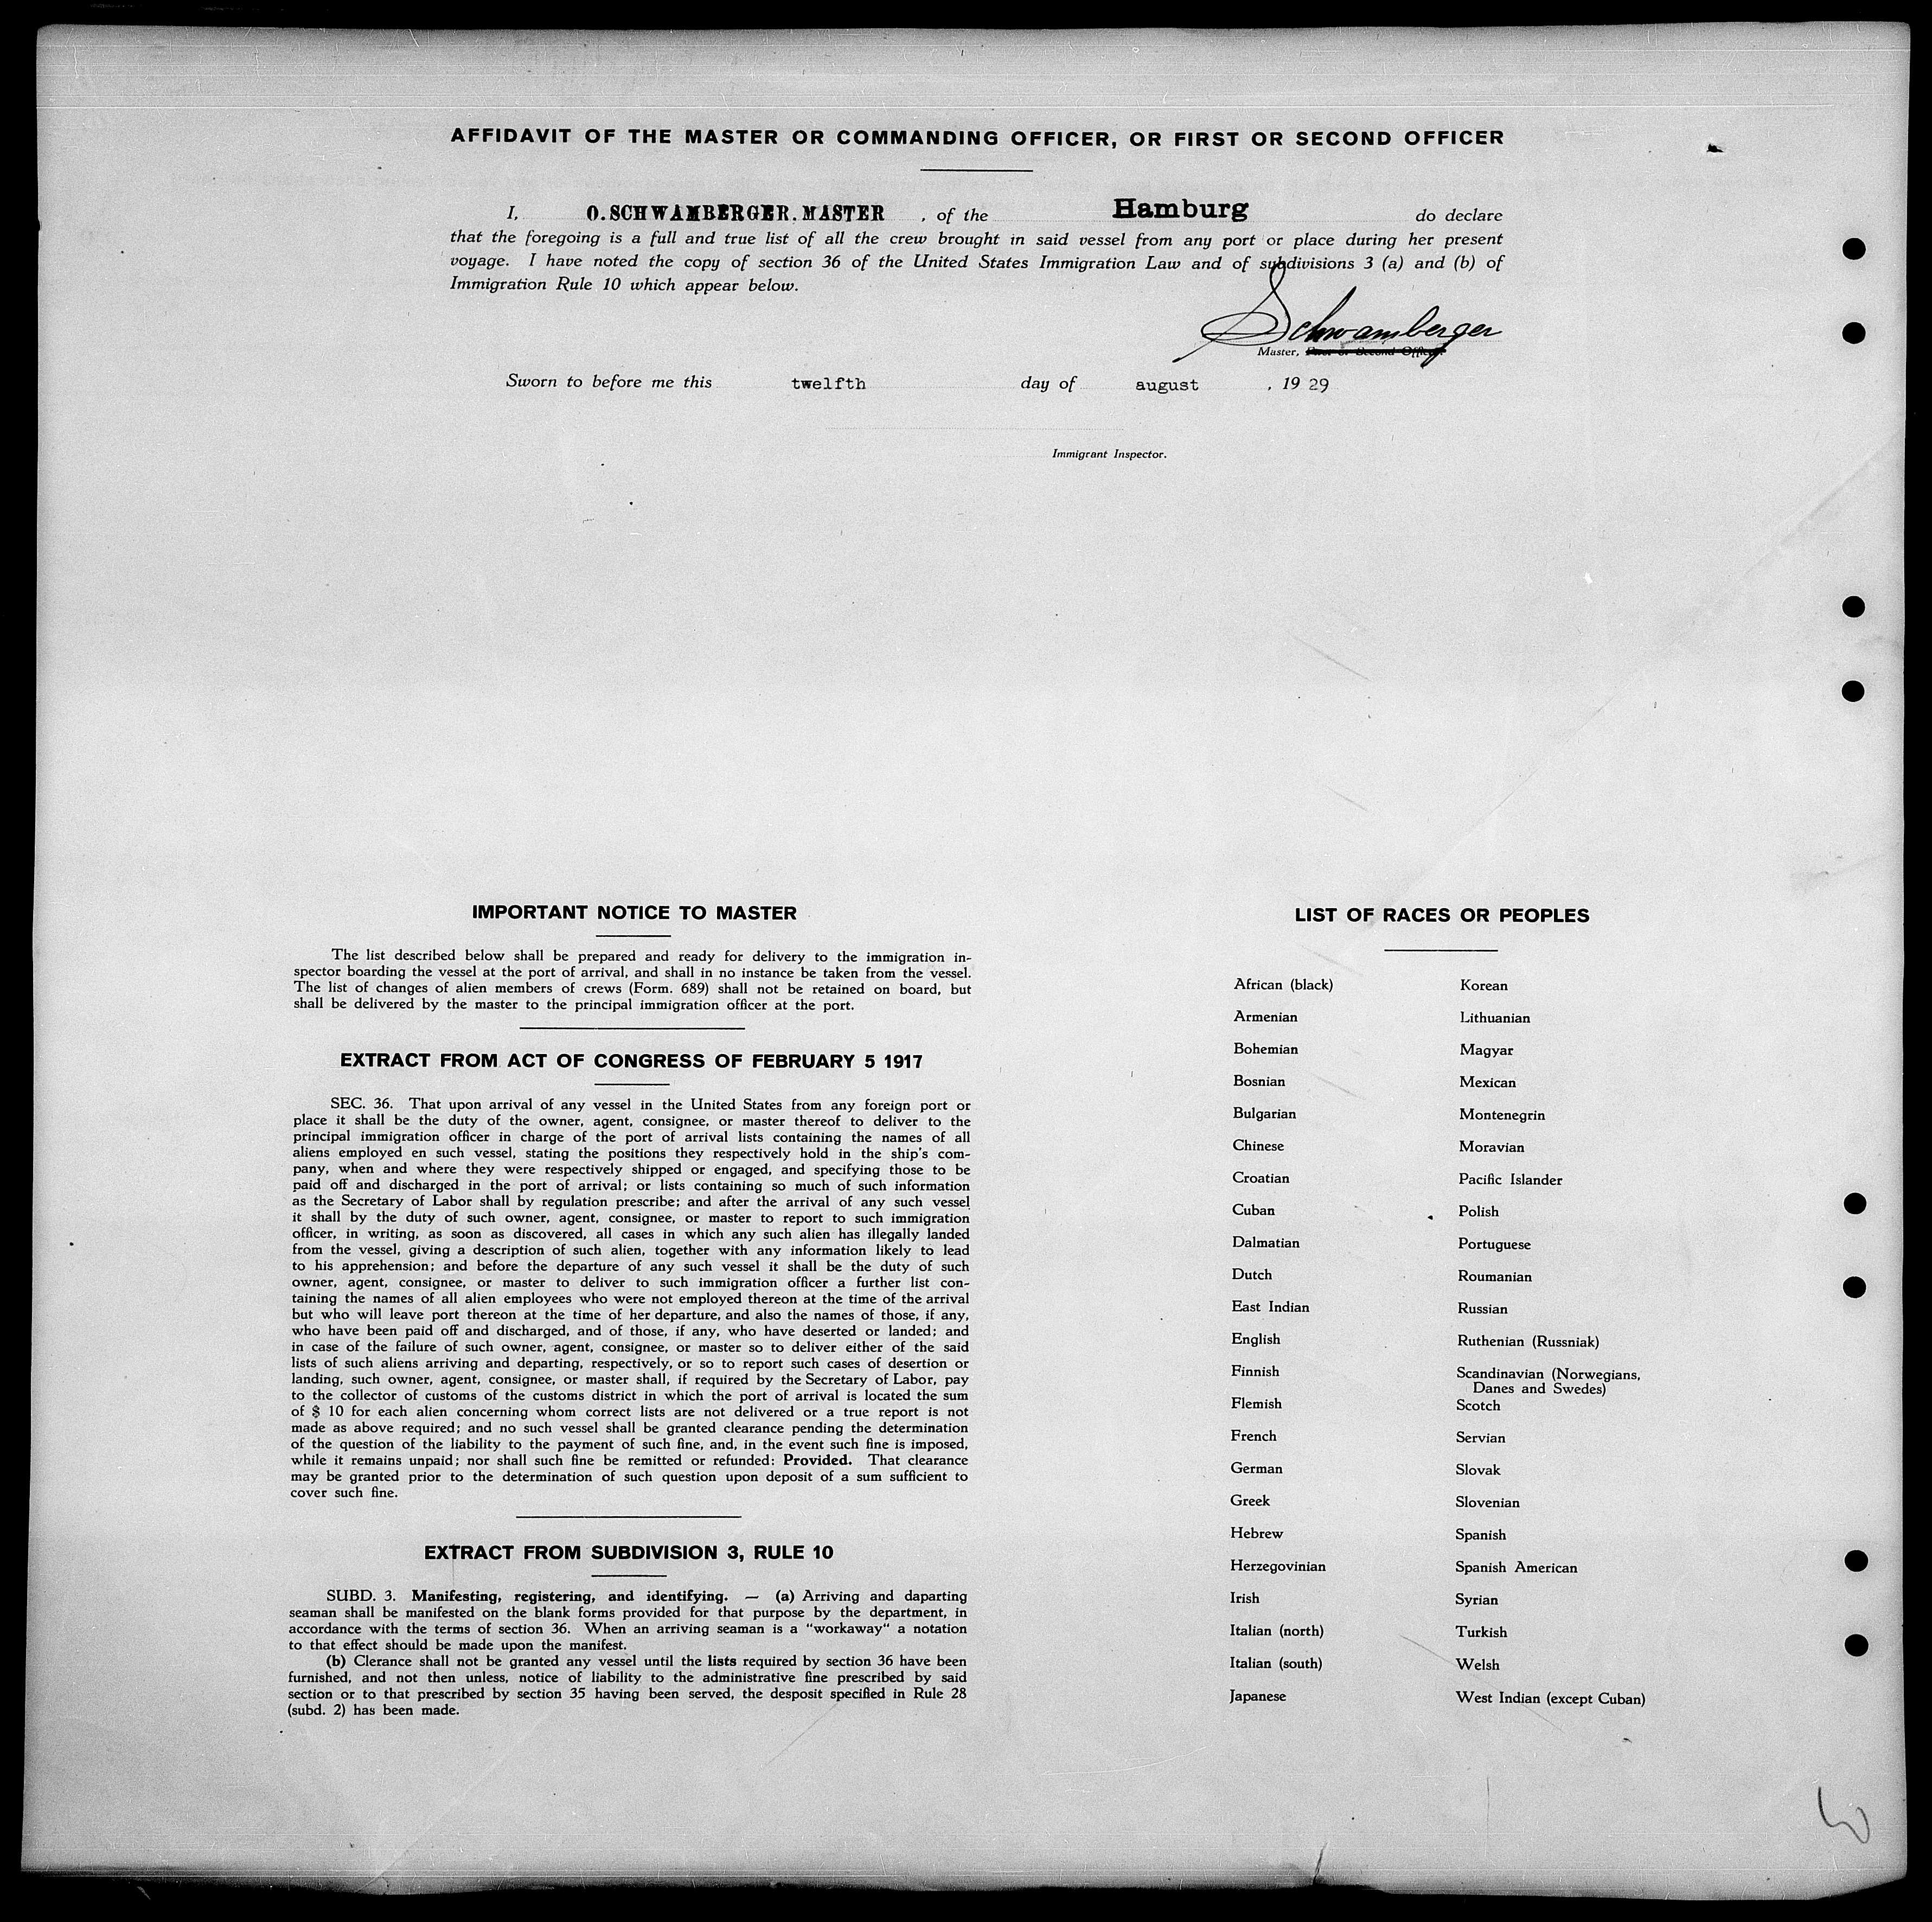 AFFIDAVIT OF THE MASTER OR COMMANDING OFFICER, OR FIRST OR SECOND OFFICER
I, O. SCHWAMBERGER. MASTER , of the Hamburg do declare
that the foregoing is a full and true list of all the crew brought in said vessel from any port or place during her present
voyage. I have noted the copy of section 36 of the United States Immigration Law and of subdivisions 3 (a) and (b) of
Immigration Rule 10 which appear below.
Schwamberger
Master, First or Second Officer.
Sworn to before me this twelfth day of august , 19 29
Immigrant Inspector.
IMPORTANT NOTICE TO MASTER
The list described below shall be prepared and ready for delivery to the immigration in-
spector boarding the vessel at the port of arrival, and shall in no instance be taken from the vessel.
The list of changes of alien members of crews (Form. 689) shall not be retained on board, but
shall be delivered by the master to the principal immigration officer at the port.
EXTRACT FROM ACT OF CONGRESS OF FEBRUARY 5 1917
SEC. 36. That upon arrival of any vessel in the United States from any foreign port or
place it shall be the duty of the owner, agent, consignee, or master thereof to deliver to the
principal immigration officer in charge of the port of arrival lists containing the names of all
aliens employed en such vessel, stating the positions they respectively hold in the ship's com-
pany, when and where they were respectively shipped or engaged, and specifying those to be
paid off and discharged in the port of arrival; or lists containing so much of such information
as the Secretary of Labor shall by regulation prescribe; and after the arrival of any such vessel
it shall by the duty of such owner, agent, consignee, or master to report to such immigration
officer, in writing, as soon as discovered, all cases in which any such alien has illegally landed
from the vessel, giving a description of such alien, together with any information likely to lead
to his apprehension; and before the departure of any such vessel it shall be the duty of such
owner, agent, consignee, or master to deliver to such immigration officer a further list con-
taining the names of all alien employees who were not employed thereon at the time of the arrival
but who will leave port thereon at the time of her departure, and also the names of those, if any,
who have been paid off and discharged, and of those, if any, who have deserted or landed; and
in case of the failure of such owner, agent, consignee, or master so to deliver either of the said
lists of such aliens arriving and departing, respectively, or so to report such cases of desertion or
landing, such owner, agent, consignee, or master shall, if required by the Secretary of Labor, pay
to the collector of customs of the customs district in which the port of arrival is located the sum
of $ 10 for each alien concerning whom correct lists are not delivered or a true report is not
made as above required; and no such vessel shall be granted clearance pending the determination
of the question of the liability to the payment of such fine, and, in the event such fine is imposed,
while it remains unpaid; nor shall such fine be remitted or refunded: Provided. That clearance
may be granted prior to the determination of such question upon deposit of a sum sufficient to
cover such fine.
EXTRACT FROM SUBDIVISION 3, RULE 10
SUBD. 3. Manifesting, registering, and identifying. — (a) Arriving and daparting
seaman shall be manifested on the blank forms provided for that purpose by the department, in
accordance with the terms of section 36. When an arriving seaman is a "workaway" a notation
to that effect should be made upon the manifest.
(b) Clerance shall not be granted any vessel until the lists required by section 36 have been
furnished, and not then unless, notice of liability to the administrative fine prescribed by said
section or to that prescribed by section 35 having been served, the desposit specified in Rule 28
(subd. 2) has been made.
LIST OF RACES OR PEOPLES
African (black)
Armenian
Bohemian
Bosnian
Bulgarian
Chinese
Croatian
Cuban
Dalmatian
Dutch
East Indian
English
Finnish
Flemish
French
German
Greek
Hebrew
Herzegovinian
Irish
Italian (north)
Italian (south)
Japanese
Korean
Lithuanian
Magyar
Mexican
Montenegrin
Moravian
Pacific Islander
Polish
Portuguese
Roumanian
Russian
Ruthenian (Russniak)
Scandinavian (Norwegians,
Danes and Swedes)
Scotch
Servian
Slovak
Slovenian
Spanish
Spanish American
Syrian
Turkish
Welsh
West Indian (except Cuban)